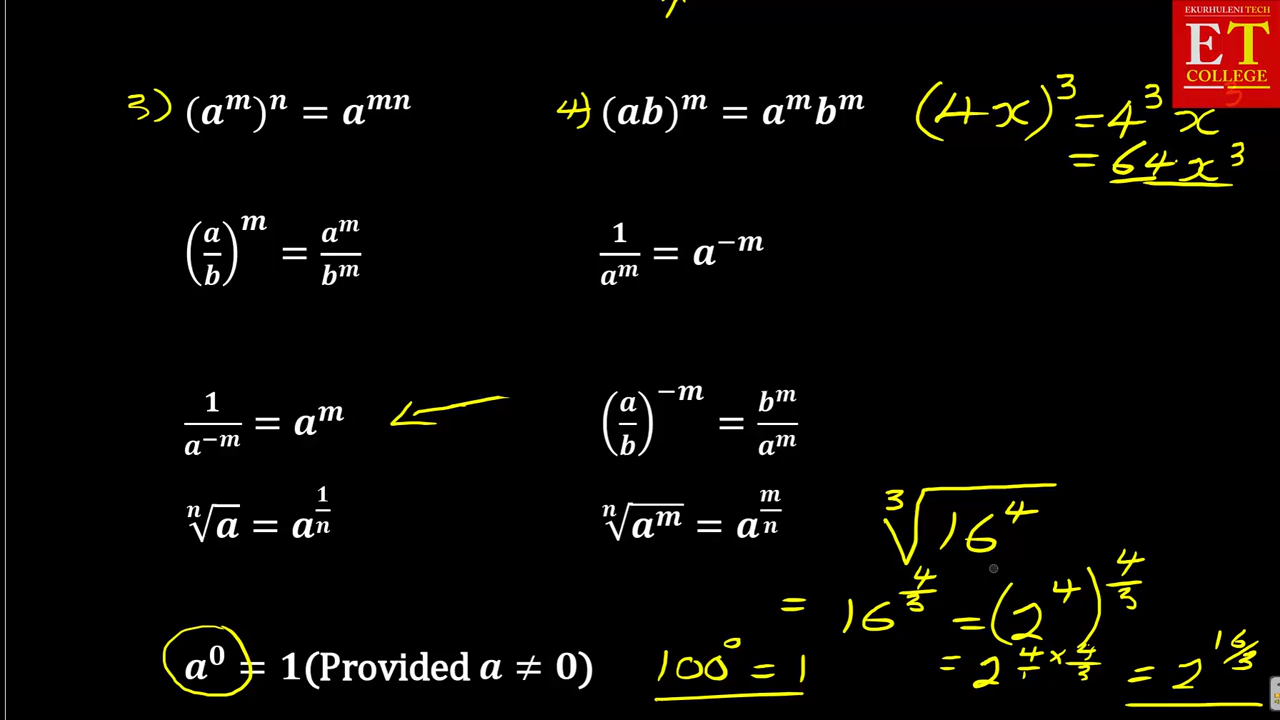 EKURHULENI TECH
ET
COLLEGE
3) (a^m)^n = a^{mn}
4) (ab)^m = a^m b^m
(4x)^3 = 4^3 x^3
= 64x^3
(a/b)^m = a^m/b^m
1/a^m = a^{-m}
1/a^{-m} = a^m
(a/b)^{-m} = b^m/a^m
ⁿ√a = a^{1/n}
ⁿ√(a^m) = a^{m/n}
³√(16^4)
= 16^{4/3} = (2^4)^{4/3}
= 2^{4/1 × 4/3} = 2^{16/3}
a^0 = 1(Provided a ≠ 0)
100^0 = 1